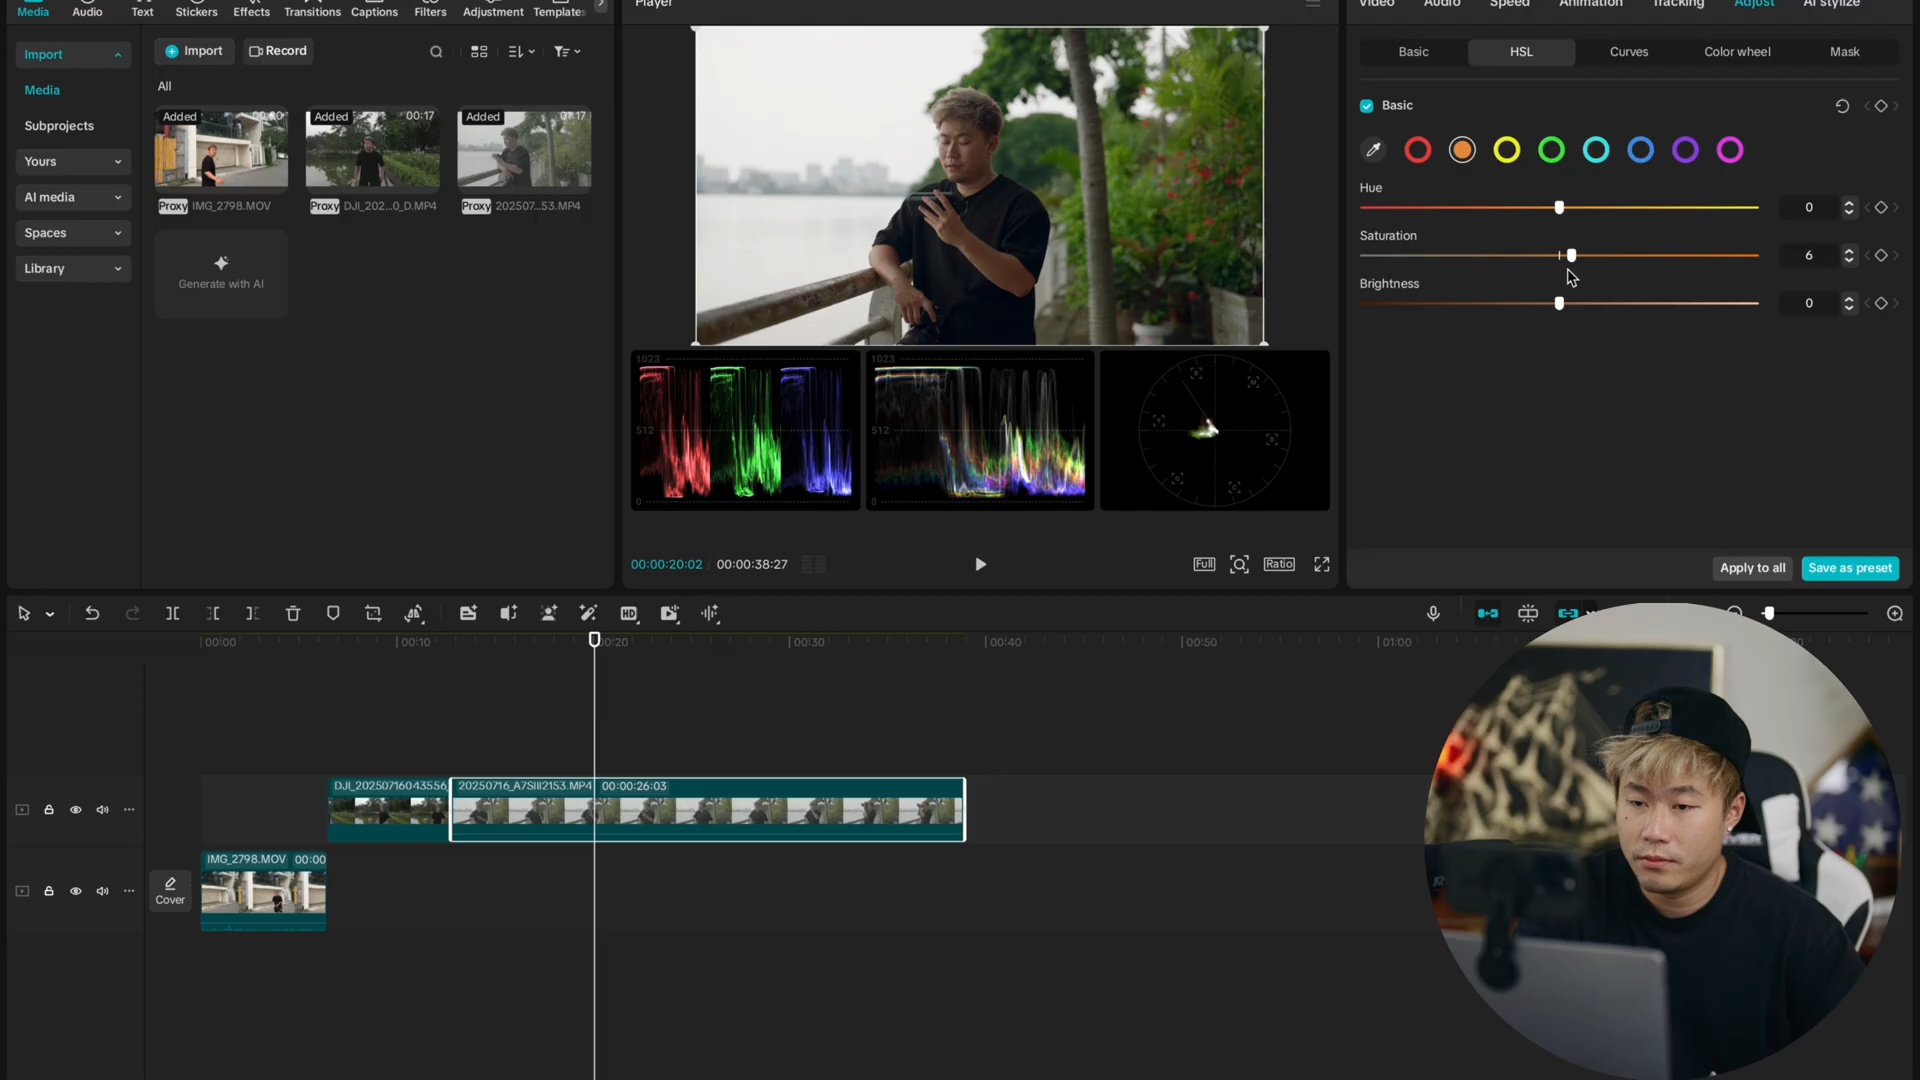 Media Audio Text Stickers Effects Transitions Captions Filters Adjustment Templates
Import
Media
Subprojects
Yours
AI media
Spaces
Library
Import Record
All
Added Added 00:17 Added 01:17
Proxy IMG_2798.MOV Proxy DJI_202...0_D.MP4 Proxy 202507...53.MP4
Generate with AI
Player
1023
512
0
1023
512
0
00:00:20:02 / 00:00:38:27
Full Ratio
Video Audio Speed Animation Tracking Adjust AI stylize
Basic HSL Curves Color wheel Mask
Basic
Hue
0
Saturation
6
Brightness
0
Apply to all Save as preset
HD
00:00 00:10 00:20 00:30 00:40 00:50 01:00
DJI_20250716043556_ 20250716_A7SIII2153.MP4 00:00:26:03
IMG_2798.MOV 00:00
Cover